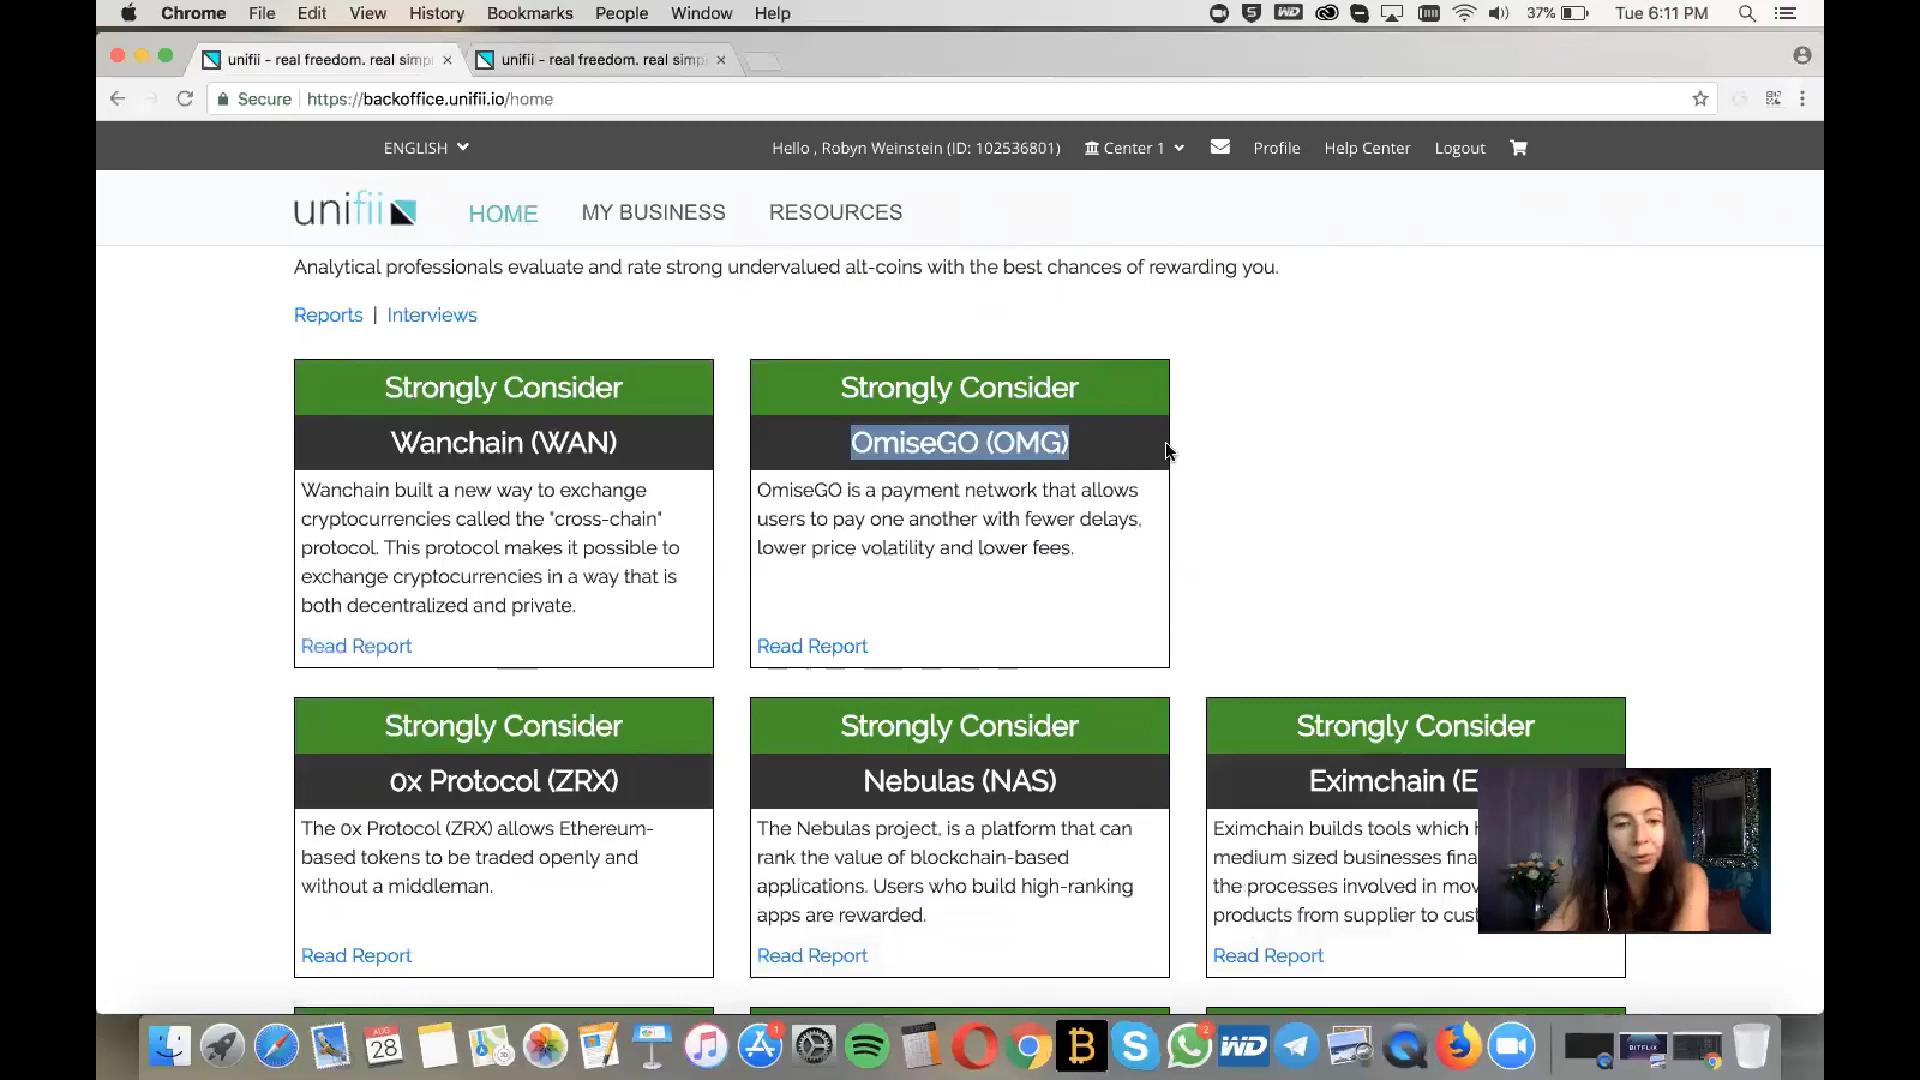 Chrome File Edit View History Bookmarks People Window Help 37% Tue 6:11 PM
unifii - real freedom. real simp unifii - real freedom. real simp
Secure https://backoffice.unifii.io/home
ENGLISH Hello , Robyn Weinstein (ID: 102536801) Center 1 Profile Help Center Logout
unifii HOME MY BUSINESS RESOURCES
Analytical professionals evaluate and rate strong undervalued alt-coins with the best chances of rewarding you.
Reports | Interviews
Strongly Consider
Wanchain (WAN)
Wanchain built a new way to exchange
cryptocurrencies called the "cross-chain"
protocol. This protocol makes it possible to
exchange cryptocurrencies in a way that is
both decentralized and private.
Read Report
Strongly Consider
OmiseGO (OMG)
OmiseGO is a payment network that allows
users to pay one another with fewer delays,
lower price volatility and lower fees.
Read Report
Strongly Consider
0x Protocol (ZRX)
The 0x Protocol (ZRX) allows Ethereum-
based tokens to be traded openly and
without a middleman.
Read Report
Strongly Consider
Nebulas (NAS)
The Nebulas project, is a platform that can
rank the value of blockchain-based
applications. Users who build high-ranking
apps are rewarded.
Read Report
Strongly Consider
Eximchain (E
Eximchain builds tools which
medium sized businesses fina
the processes involved in mov
products from supplier to cust
Read Report
AUG
28
1
2
WD
BITFLIX